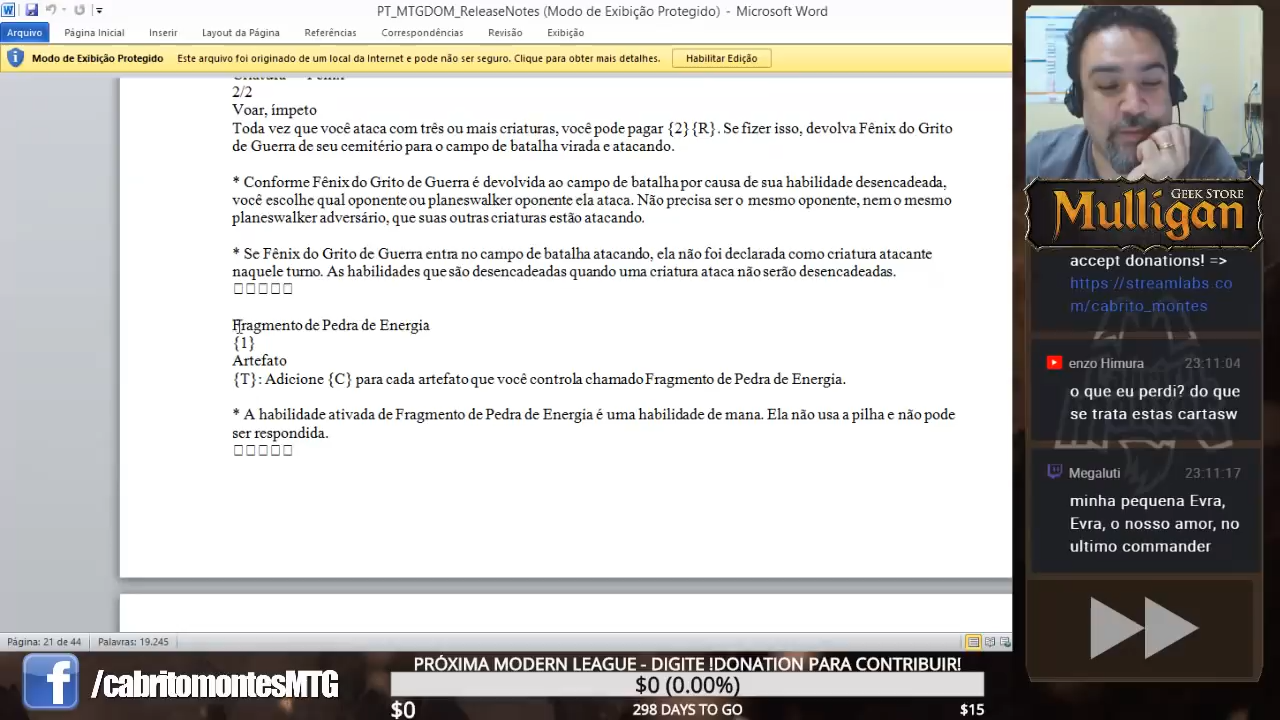 PT_MTGDOM_ReleaseNotes (Modo de Exibição Protegido) - Microsoft Word
Arquivo Página Inicial Inserir Layout da Página Referências Correspondências Revisão Exibição
Modo de Exibição Protegido Este arquivo foi originado de um local da Internet e pode não ser seguro. Clique para obter mais detalhes. Habilitar Edição
2/2
Voar, ímpeto
Toda vez que você ataca com três ou mais criaturas, você pode pagar {2}{R}. Se fizer isso, devolva Fênix do Grito
de Guerra de seu cemitério para o campo de batalha virada e atacando.
* Conforme Fênix do Grito de Guerra é devolvida ao campo de batalha por causa de sua habilidade desencadeada,
você escolhe qual oponente ou planeswalker oponente ela ataca. Não precisa ser o mesmo oponente, nem o mesmo
planeswalker adversário, que suas outras criaturas estão atacando.
* Se Fênix do Grito de Guerra entra no campo de batalha atacando, ela não foi declarada como criatura atacante
naquele turno. As habilidades que são desencadeadas quando uma criatura ataca não serão desencadeadas.
Fragmento de Pedra de Energia
{1}
Artefato
{T}: Adicione {C} para cada artefato que você controla chamado Fragmento de Pedra de Energia.
* A habilidade ativada de Fragmento de Pedra de Energia é uma habilidade de mana. Ela não usa a pilha e não pode
ser respondida.
Página: 21 de 44 Palavras: 19.245
GEEK STORE
Mulligan
accept donations! =>
https://streamlabs.co
m/cabrito_montes
enzo Himura 23:11:04
o que eu perdi? do que
se trata estas cartasw
Megaluti 23:11:17
minha pequena Evra,
Evra, o nosso amor, no
ultimo commander
/cabritomontesMTG
PRÓXIMA MODERN LEAGUE - DIGITE !DONATION PARA CONTRIBUIR!
$0 (0.00%)
$0 298 DAYS TO GO $15